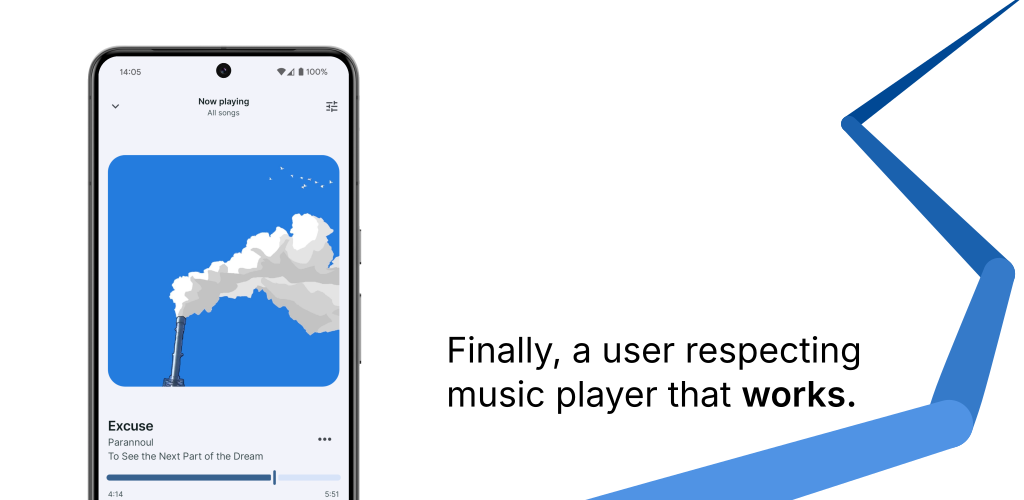 14:05
100%
Now playing
All songs
Excuse
Parannoul
To See the Next Part of the Dream
4:14
5:51
Finally, a user respecting
music player that works.